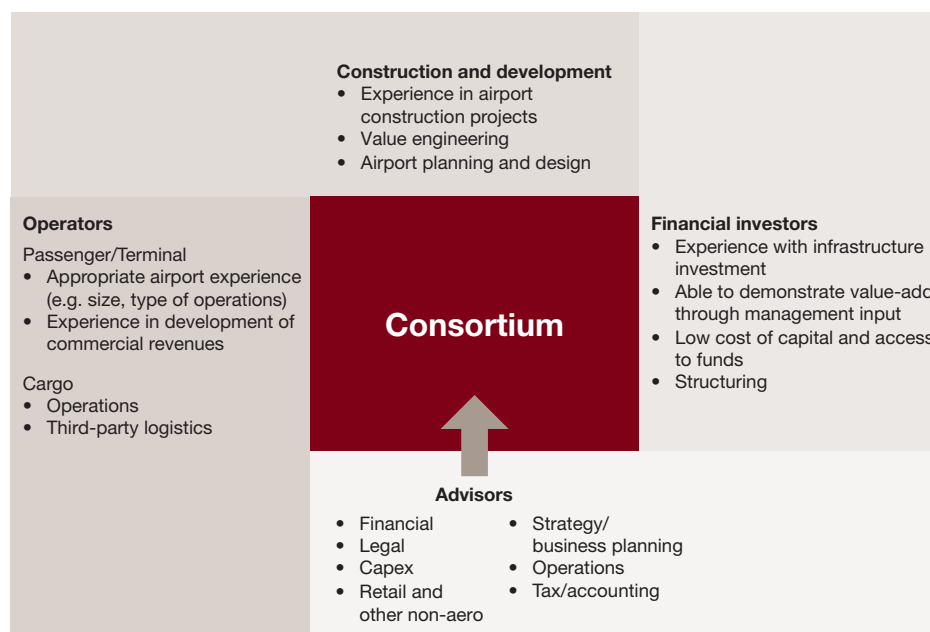 Construction and development
• Experience in airport
construction projects
• Value engineering
• Airport planning and design
Operators
Passenger/Terminal
• Appropriate airport experience
(e.g. size, type of operations)
• Experience in development of
commercial revenues
Cargo
• Operations
• Third-party logistics
Consortium
Financial investors
• Experience with infrastructure
investment
• Able to demonstrate value-add
through management input
• Low cost of capital and access
to funds
• Structuring
Advisors
• Financial
• Legal
• Capex
• Retail and
other non-aero
• Strategy/
business planning
• Operations
• Tax/accounting